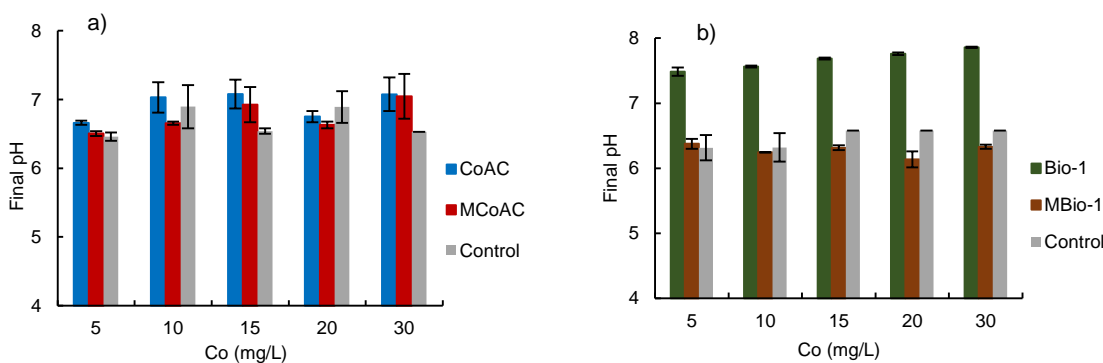 a)
Final pH
8
7
6
5
4
5 10 15 20 30
Co (mg/L)
CoAC
MCoAC
Control
b)
Final pH
8
7
6
5
4
5 10 15 20 30
Co (mg/L)
Bio-1
MBio-1
Control